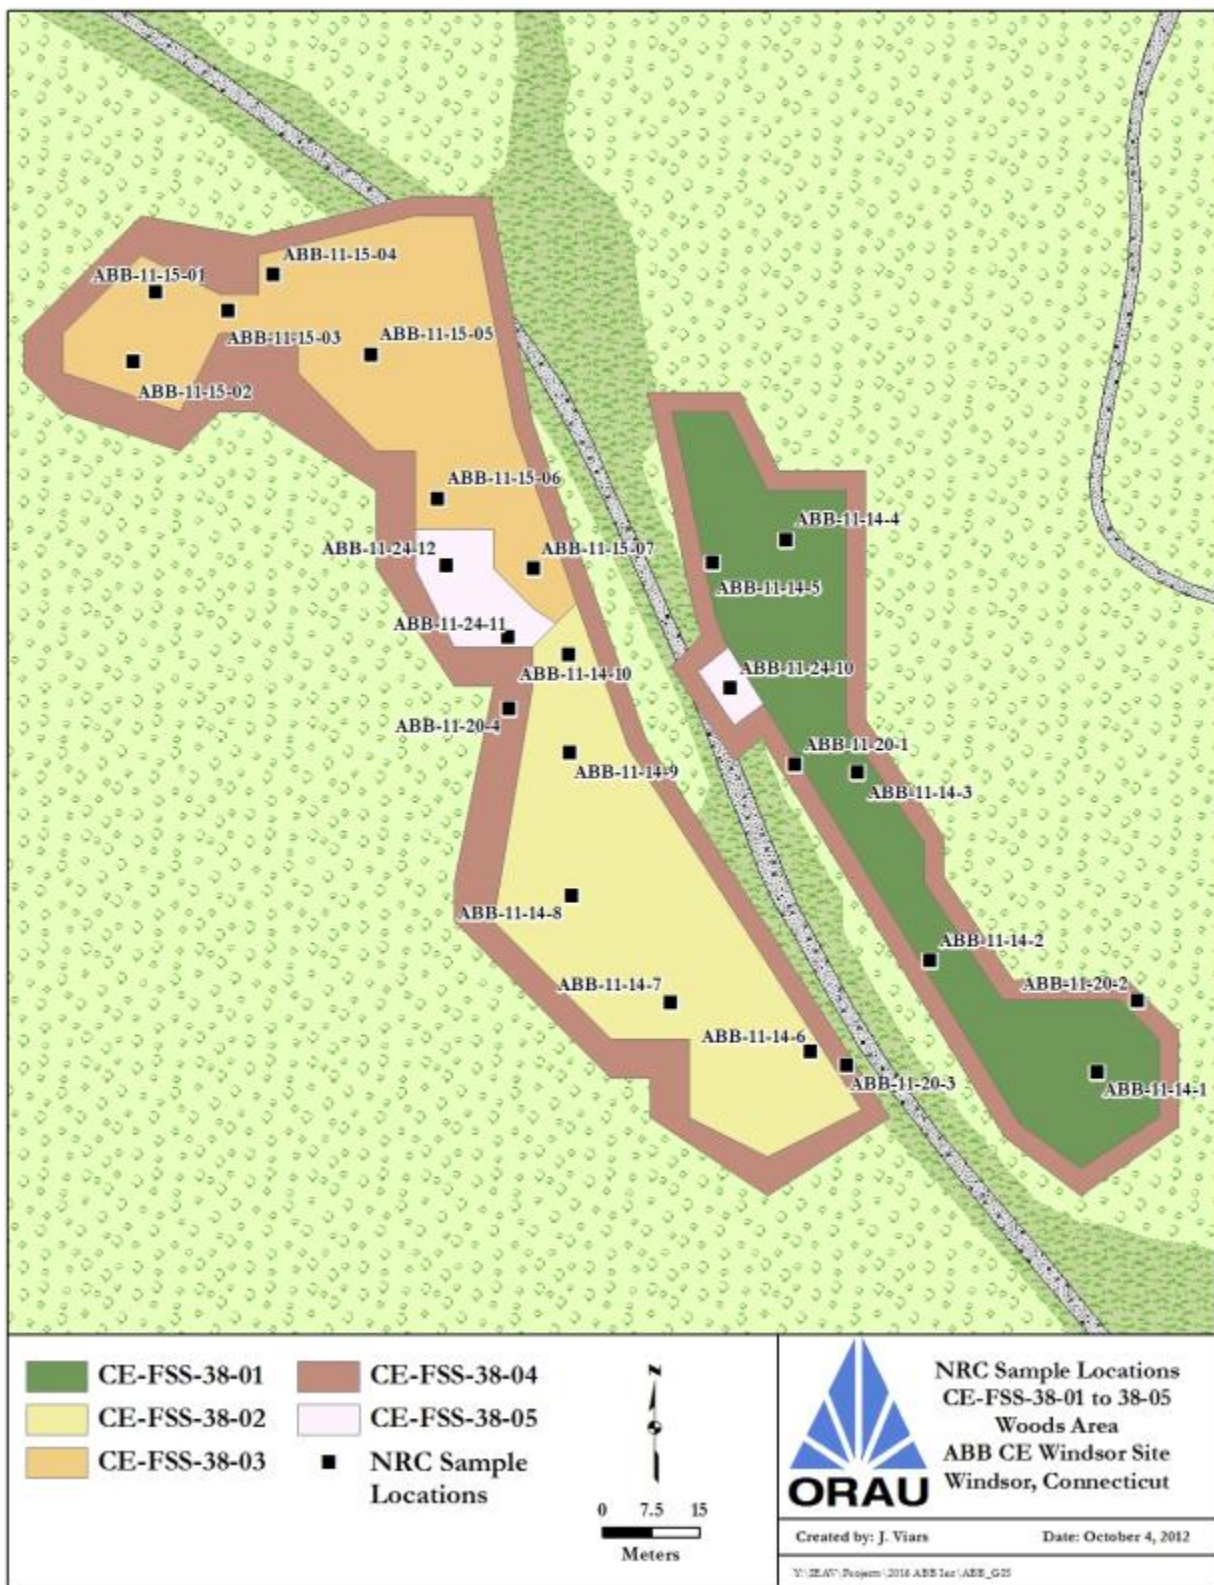 ABB-11-15-04
ABB-11-15-01
ABB-11-15-03
ABB-11-15-05
ABB-11-15-02
ABB-11-15-06
ABB-11-14-4
ABB-11-24-12
ABB-11-15-07
ABB-11-14-5
ABB-11-24-11
ABB-11-14-10
ABB-11-24-10
ABB-11-20-4
ABB-11-20-1
ABB-11-14-9
ABB-11-14-3
ABB-11-14-8
ABB-11-14-2
ABB-11-14-7
ABB-11-20-2
ABB-11-14-6
ABB-11-20-3
ABB-11-14-1
CE-FSS-38-01
CE-FSS-38-02
CE-FSS-38-03
CE-FSS-38-04
CE-FSS-38-05
NRC Sample
Locations
N
0 7.5 15
Meters
ORAU
NRC Sample Locations
CE-FSS-38-01 to 38-05
Woods Area
ABB CE Windsor Site
Windsor, Connecticut
Created by: J. Viars
Date: October 4, 2012